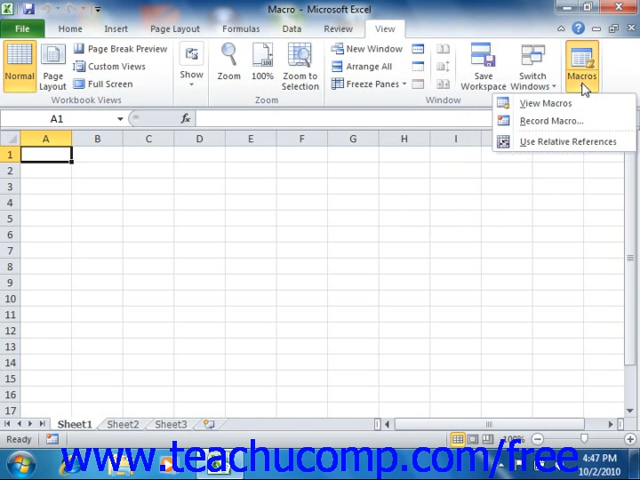 Macro - Microsoft Excel
File Home Insert Page Layout Formulas Data Review View
Normal
Page Layout
Page Break Preview
Custom Views
Full Screen
Workbook Views
Show
Zoom
100%
Zoom to Selection
Zoom
New Window
Arrange All
Freeze Panes
Save Workspace
Switch Windows
Window
Macros
View Macros
Record Macro...
Use Relative References
A1
fx
A B C D E F G H I
1
2
3
4
5
6
7
8
9
10
11
12
13
14
15
16
17
Sheet1 Sheet2 Sheet3
Ready
100%
www.teachucomp.com/free
4:47 PM
10/2/2010